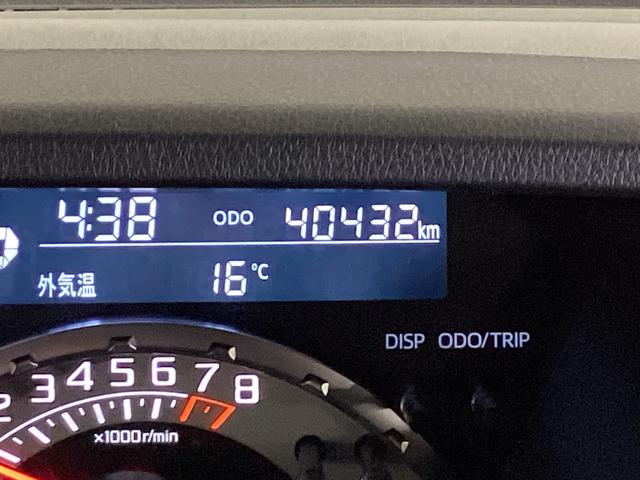 4:38 ODO 40432km
外気温 16℃
DISP ODO/TRIP
2 3 4 5 6 7 8
x1000r/min